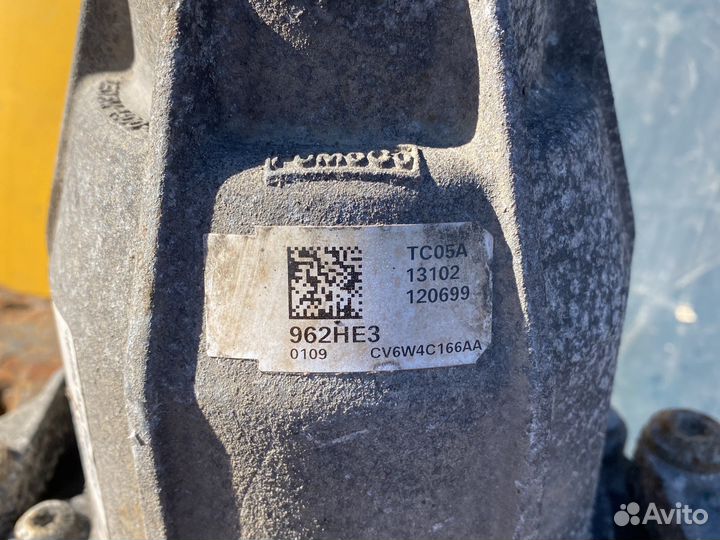 TC05A
13102
120699
962HE3
0109 CV6W4C166AA
Avito